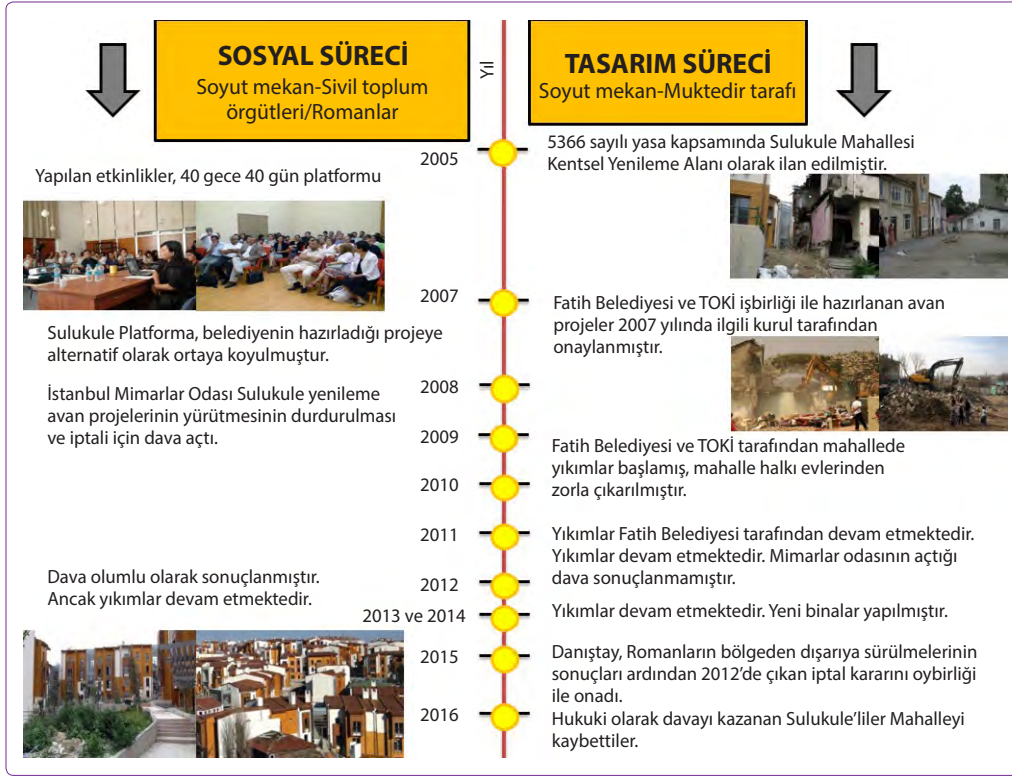 SOSYAL SÜRECİ
Soyut mekan-Sivil toplum
örgütleri/Romanlar
Yıl
TASARIM SÜRECİ
Soyut mekan-Muktedir tarafı
2005
5366 sayılı yasa kapsamında Sulukule Mahallesi
Kentsel Yenileme Alanı olarak ilan edilmiştir.
Yapılan etkinlikler, 40 gece 40 gün platformu
2007
Fatih Belediyesi ve TOKİ işbirliği ile hazırlanan avan
projeler 2007 yılında ilgili kurul tarafından
onaylanmıştır.
Sulukule Platforma, belediyenin hazırladığı projeye
alternatif olarak ortaya koyulmuştur.
2008
İstanbul Mimarlar Odası Sulukule yenileme
avan projelerinin yürütmesinin durdurulması
ve iptali için dava açtı.
2009
Fatih Belediyesi ve TOKİ tarafından mahallede
yıkımlar başlamış, mahalle halkı evlerinden
zorla çıkarılmıştır.
2010
2011
Yıkımlar Fatih Belediyesi tarafından devam etmektedir.
Yıkımlar devam etmektedir. Mimarlar odasının açtığı
dava sonuçlanmamıştır.
Dava olumlu olarak sonuçlanmıştır.
Ancak yıkımlar devam etmektedir.
2012
2013 ve 2014
Yıkımlar devam etmektedir. Yeni binalar yapılmıştır.
2015
Danıştay, Romanların bölgeden dışarıya sürülmelerinin
sonuçları ardından 2012’de çıkan iptal kararını oybirliği
ile onadı.
2016
Hukuki olarak davayı kazanan Sulukule’liler Mahalleyi
kaybettiler.